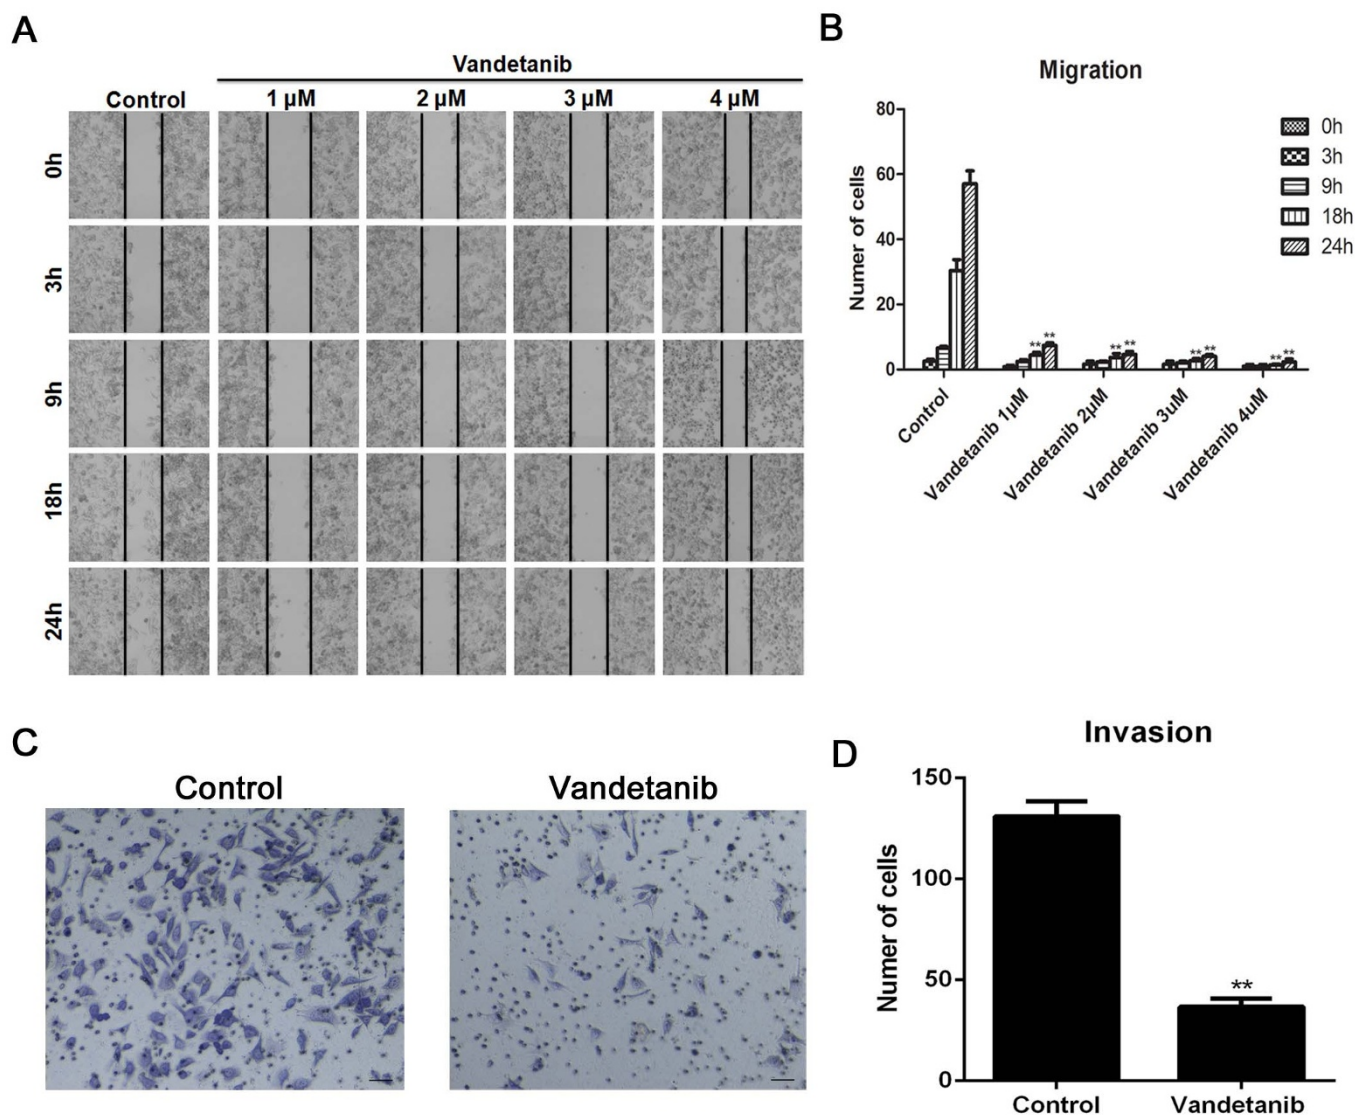 A
Vandetanib
Control 1 μM 2 μM 3 μM 4 μM
0h
3h
9h
18h
24h
B
Migration
Numer of cells
80
60
40
20
0
** ** ** ** ** ** ** **
Control
Vandetanib 1μM
Vandetanib 2μM
Vandetanib 3uM
Vandetanib 4uM
0h
3h
9h
18h
24h
C
Control Vandetanib
D
Invasion
Numer of cells
150
100
50
0
**
Control Vandetanib